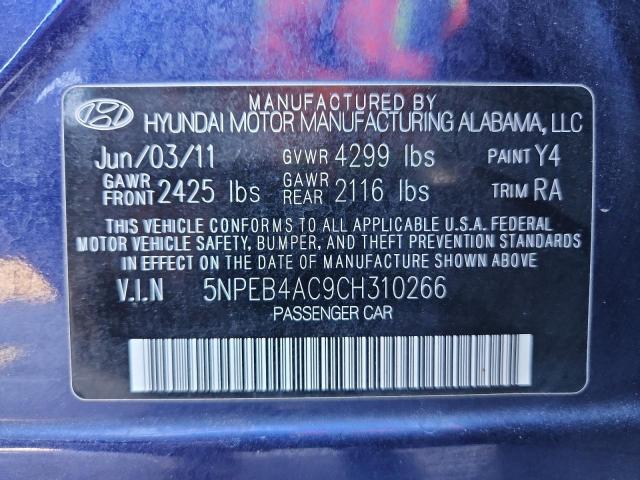 MANUFACTURED BY
HYUNDAI MOTOR MANUFACTURING ALABAMA, LLC
Jun/03/11 GVWR 4299 lbs PAINT Y4
GAWR FRONT 2425 lbs GAWR REAR 2116 lbs TRIM RA
THIS VEHICLE CONFORMS TO ALL APPLICABLE U.S.A. FEDERAL
MOTOR VEHICLE SAFETY, BUMPER, AND THEFT PREVENTION STANDARDS
IN EFFECT ON THE DATE OF MANUFACTURE SHOWN ABOVE
V.I.N 5NPEB4AC9CH310266
PASSENGER CAR